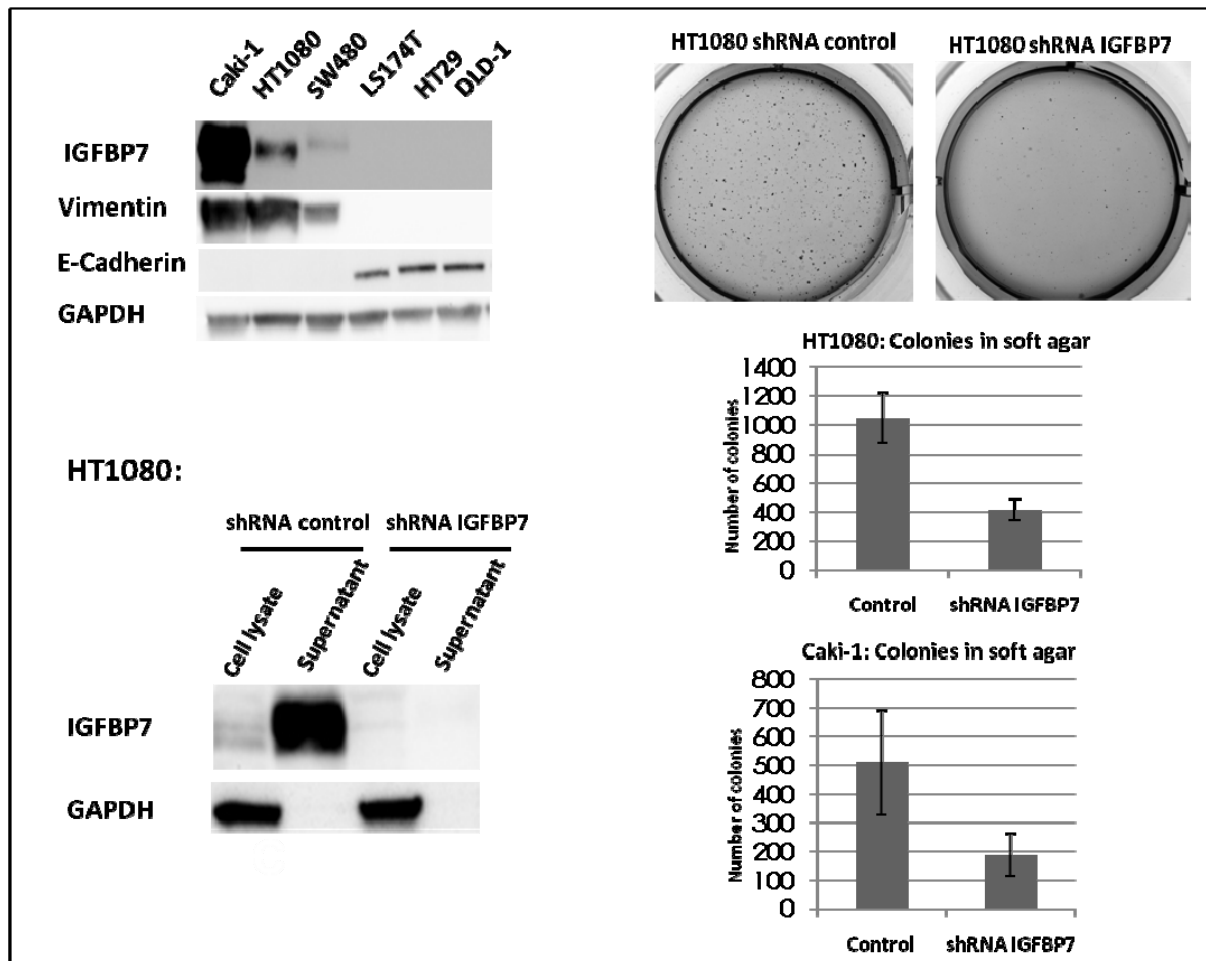 Caki-1 HT1080 SW480 LS174T HT29 DLD-1
IGFBP7
Vimentin
E-Cadherin
GAPDH
HT1080:
shRNA control shRNA IGFBP7
Cell lysate Supernatant Cell lysate Supernatant
IGFBP7
GAPDH
HT1080 shRNA control HT1080 shRNA IGFBP7
HT1080: Colonies in soft agar
Number of colonies
1400
1200
1000
800
600
400
200
0
Control shRNA IGFBP7
Caki-1: Colonies in soft agar
Number of colonies
800
700
600
500
400
300
200
100
0
Control shRNA IGFBP7